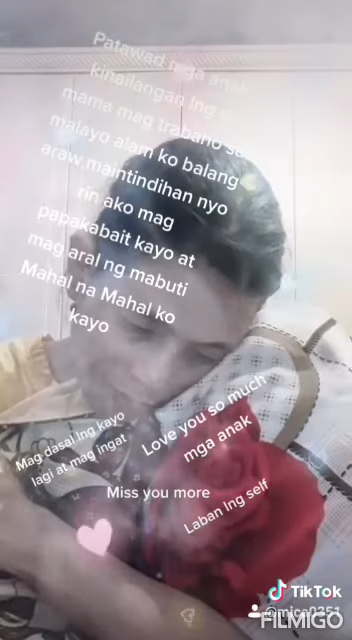 Patawad mga anak
kinailangan lng
mama mag trabaho sa
malayo alam ko balang
araw maintindihan nyo
rin ako mag
papakabait kayo at
mag aral ng mabuti
Mahal na Mahal ko
kayo
Mag dasal lng kayo
lagi at mag ingat
Love you so much
mga anak
Miss you more
Laban lng self
TikTok
@mico0351
FILMIGO